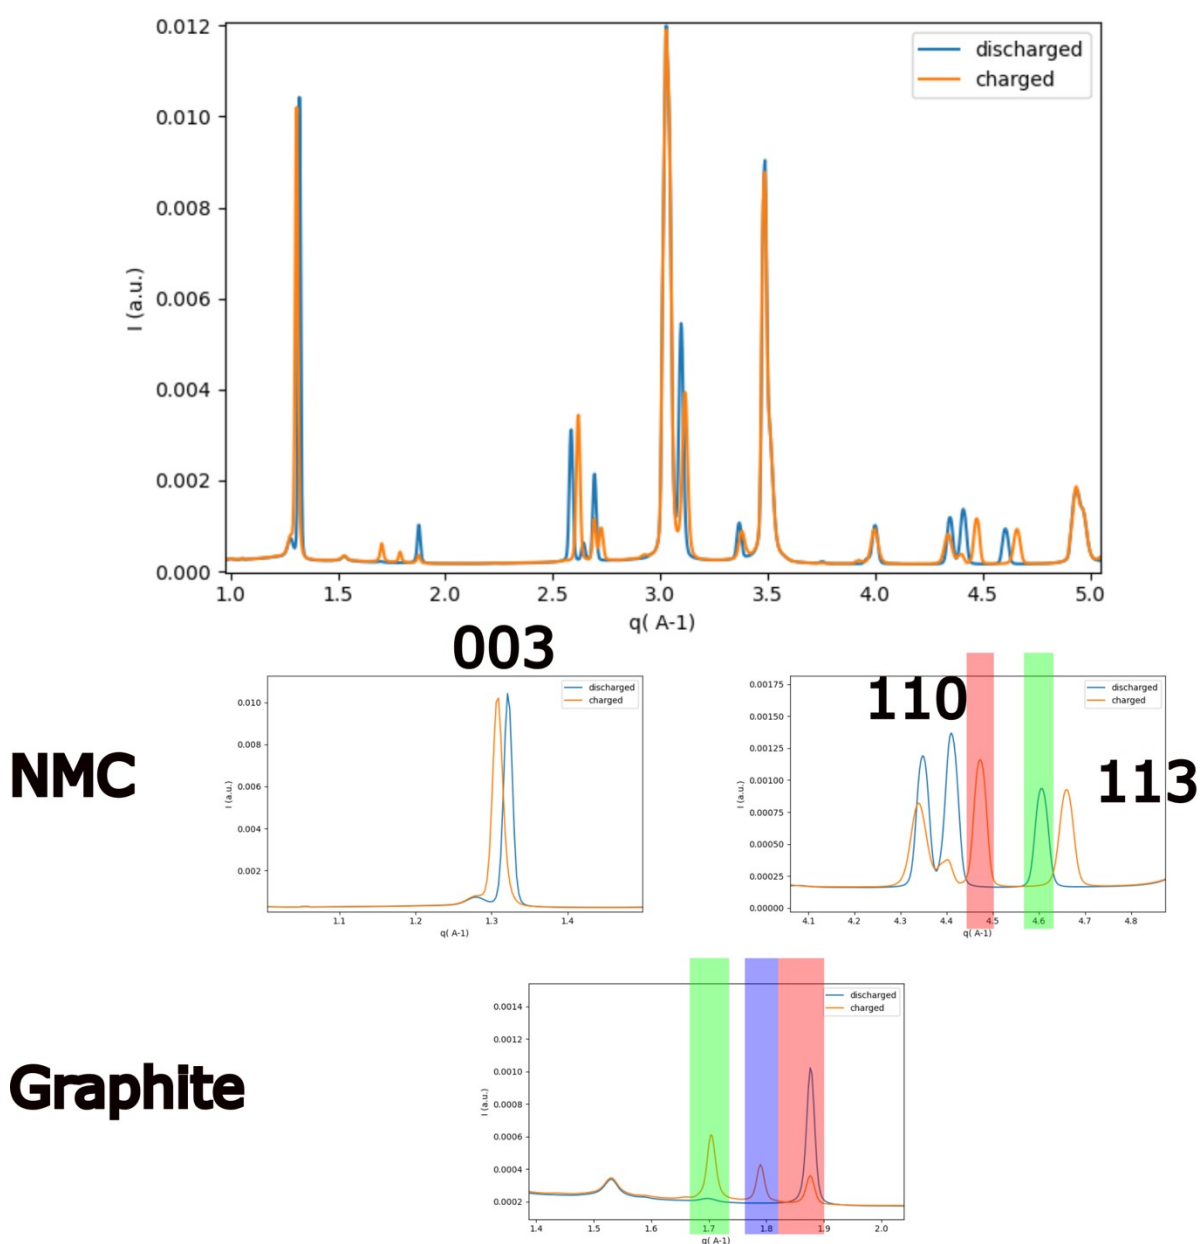 0.012
0.010
0.008
0.006
0.004
0.002
0.000
I (a.u.)
discharged
charged
1.0 1.5 2.0 2.5 3.0 3.5 4.0 4.5 5.0
q( A-1)
NMC
003
0.010
0.008
0.006
0.004
0.002
I (a.u.)
discharged
charged
1.1 1.2 1.3 1.4
q( A-1)
110
113
0.00175
0.00150
0.00125
0.00100
0.00075
0.00050
0.00025
0.00000
I (a.u.)
discharged
charged
4.1 4.2 4.3 4.4 4.5 4.6 4.7 4.8
q( A-1)
Graphite
0.0014
0.0012
0.0010
0.0008
0.0006
0.0004
0.0002
I (a.u.)
discharged
charged
1.4 1.5 1.6 1.7 1.8 1.9 2.0
q( A-1)